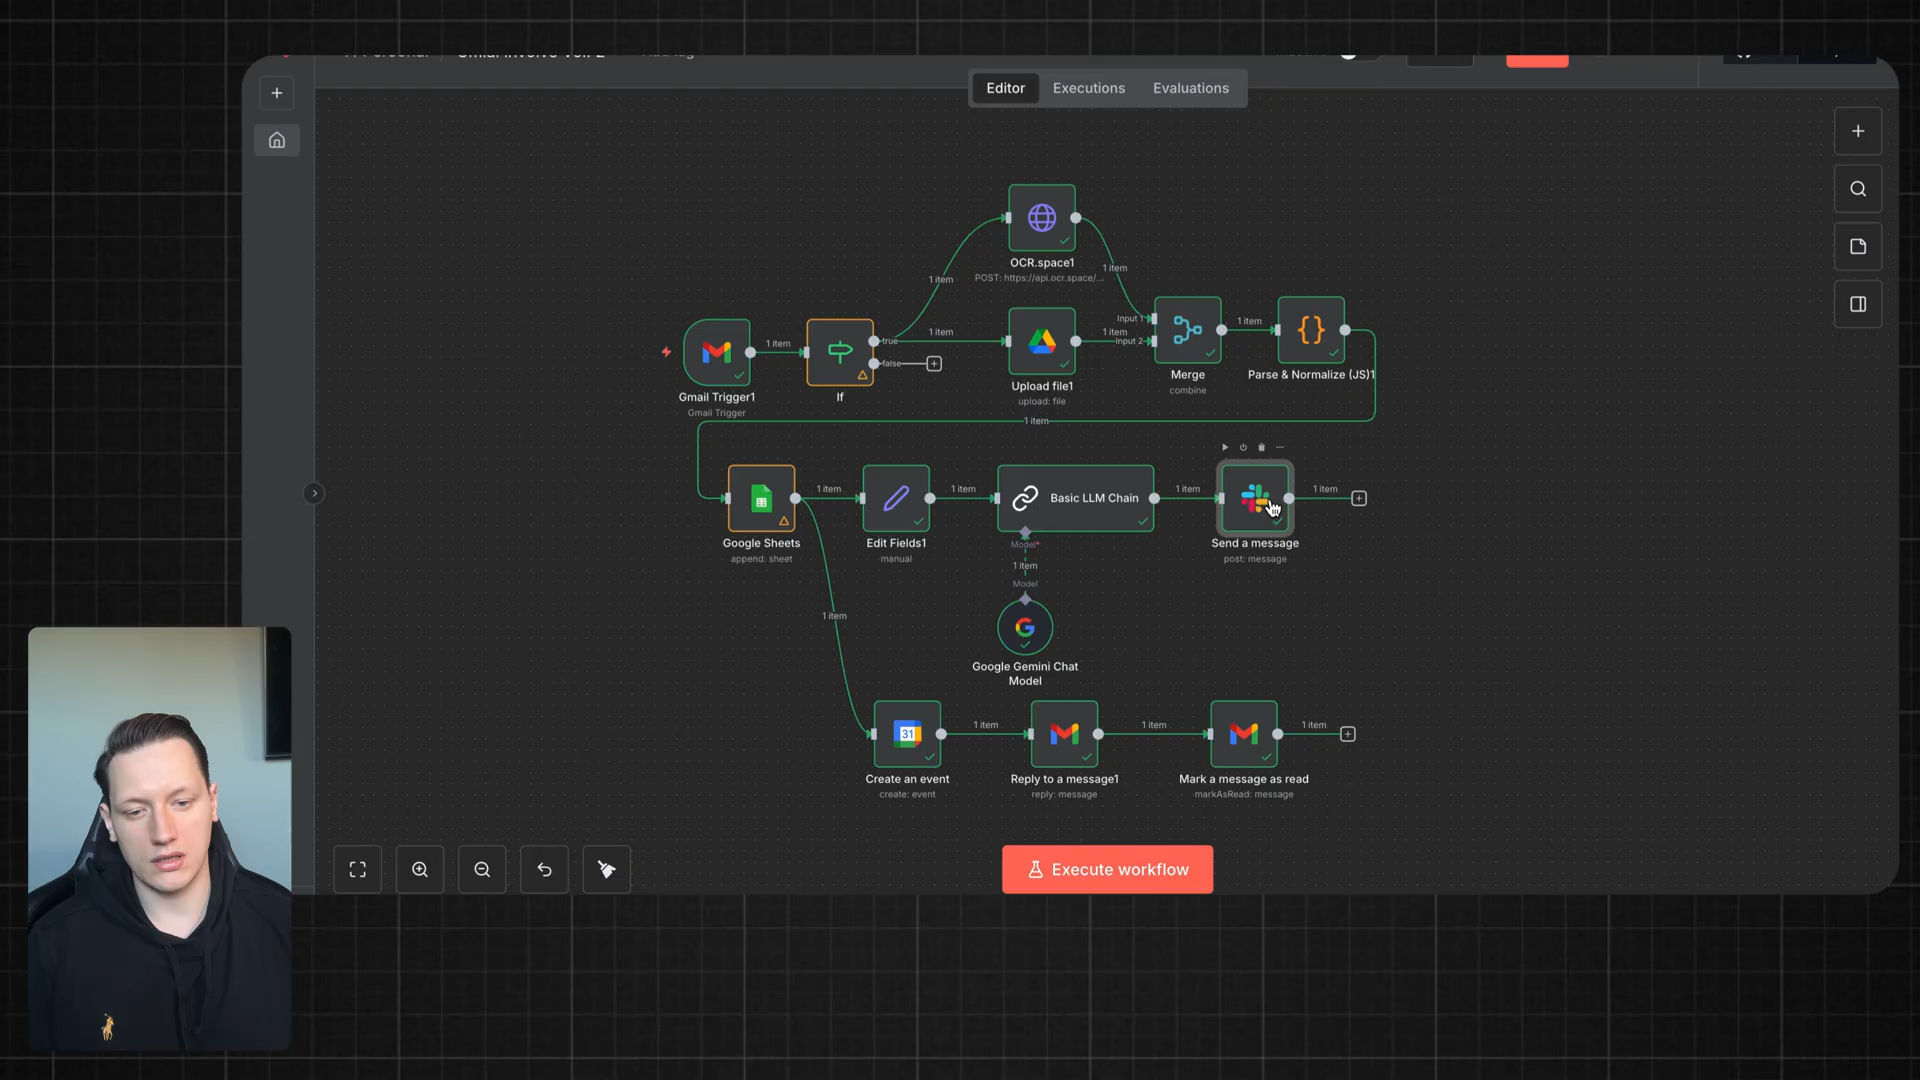 Editor Executions Evaluations
OCR.space1
POST: https://api.ocr.space/...
1 item
1 item
1 item
true
false
1 item
1 item
Input 1
Input 2
1 item
Gmail Trigger1
Gmail Trigger
If
Upload file1
upload: file
Merge
combine
Parse & Normalize (JS)1
1 item
1 item
1 item
Basic LLM Chain
1 item
1 item
Google Sheets
append: sheet
Edit Fields1
manual
Model*
1 item
Model
Send a message
post: message
1 item
Google Gemini Chat
Model
31
1 item
1 item
1 item
Create an event
create: event
Reply to a message1
reply: message
Mark a message as read
markAsRead: message
Execute workflow